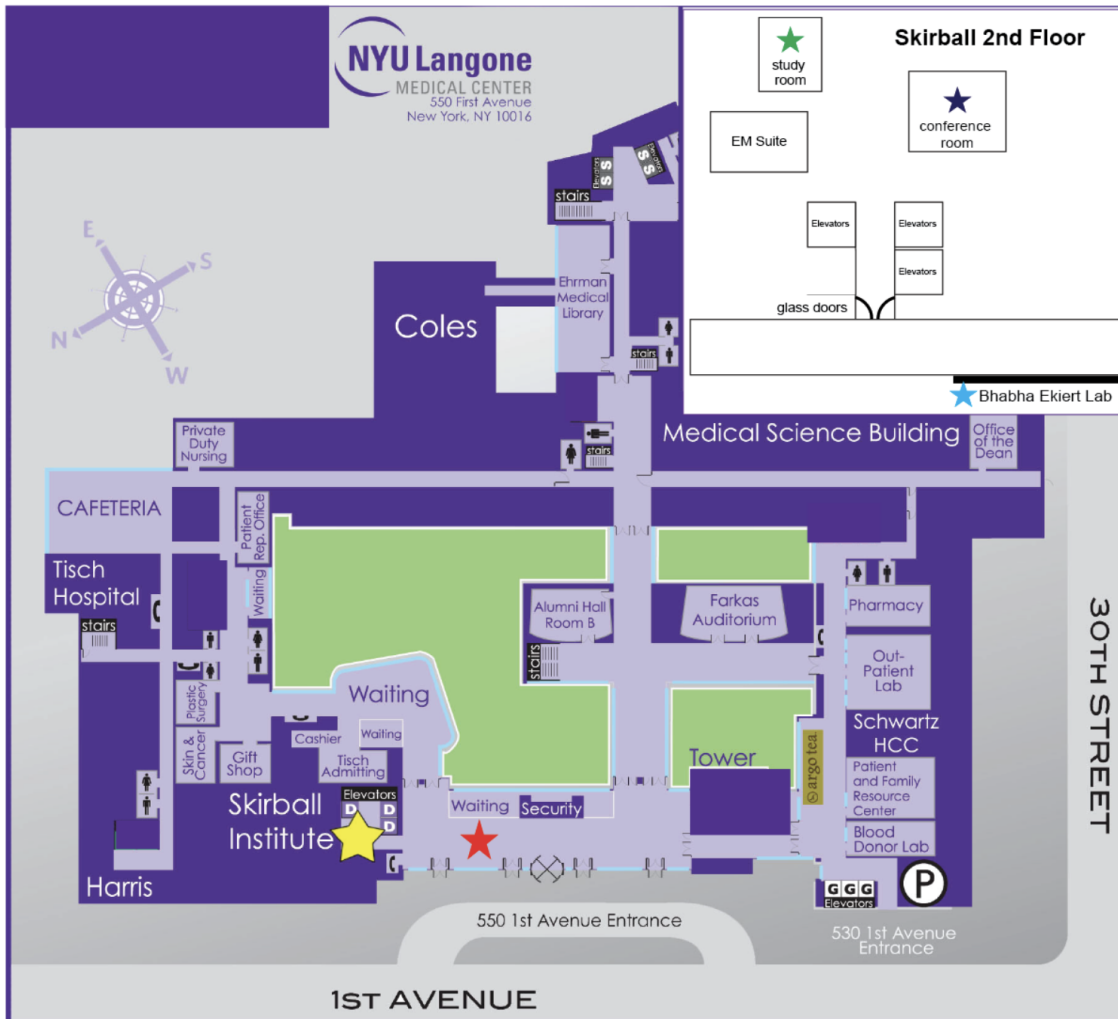 NYU Langone
MEDICAL CENTER
550 First Avenue
New York, NY 10016
Skirball 2nd Floor
study
room
conference
room
EM Suite
Elevators
Elevators
Elevators
glass doors
Bhabha Ekiert Lab
E
S
N
W
Elevators
S
S
Elevators
S
S
stairs
Ehrman
Medical
Library
Coles
stairs
Medical Science Building
Office
of the
Dean
stairs
Private
Duty
Nursing
CAFETERIA
Patient
Rep. Office
Waiting
Tisch
Hospital
stairs
Plastic
Surgery
Skin &
Cancer
Gift
Shop
Waiting
Cashier
Waiting
Tisch
Admitting
Alumni Hall
Room B
stairs
Farkas
Auditorium
Pharmacy
Out-
Patient
Lab
Schwartz
HCC
Tower
argo tea
Patient
and Family
Resource
Center
Blood
Donor Lab
Skirball
Institute
Elevators
D
D
D
Waiting
Security
Harris
P
G G G
Elevators
550 1st Avenue Entrance
530 1st Avenue
Entrance
30TH STREET
1ST AVENUE